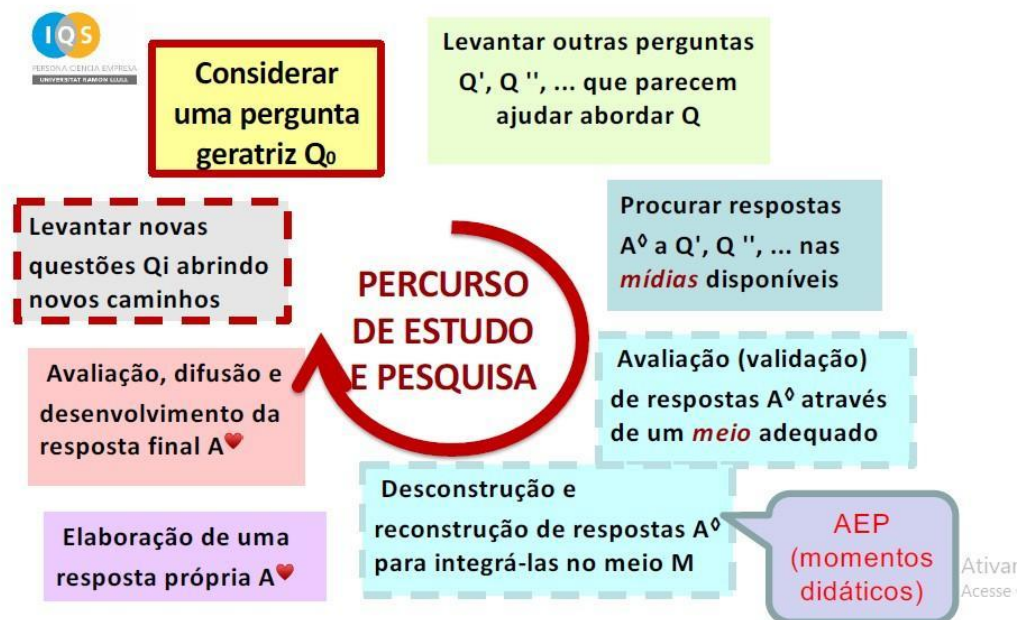 IQS
PERSONA CIÈNCIA EMPRESA
UNIVERSITAT RAMON LLULL
Considerar
uma pergunta
geratriz Q₀
Levantar outras perguntas
Q', Q '', ... que parecem
ajudar abordar Q
Procurar respostas
A◊ a Q', Q '', ... nas
mídias disponíveis
Avaliação (validação)
de respostas A◊ através
de um meio adequado
Desconstrução e
reconstrução de respostas A◊
para integrá-las no meio M
AEP
(momentos
didáticos)
Elaboração de uma
resposta própria A♥
Avaliação, difusão e
desenvolvimento da
resposta final A♥
Levantar novas
questões Qi abrindo
novos caminhos
PERCURSO
DE ESTUDO
E PESQUISA
Ativar
Acesse